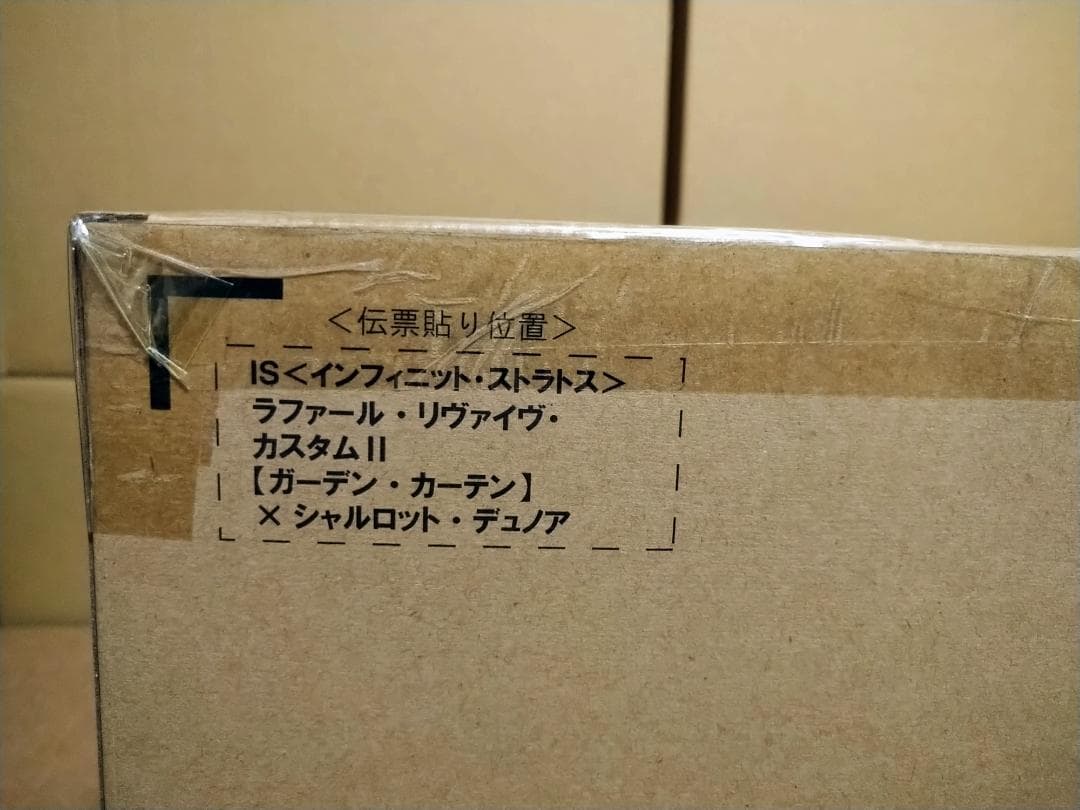 ＜伝票貼り位置＞
IS＜インフィニット・ストラトス＞
ラファール・リヴァイヴ・
カスタムⅡ
【ガーデン・カーテン】
×シャルロット・デュノア